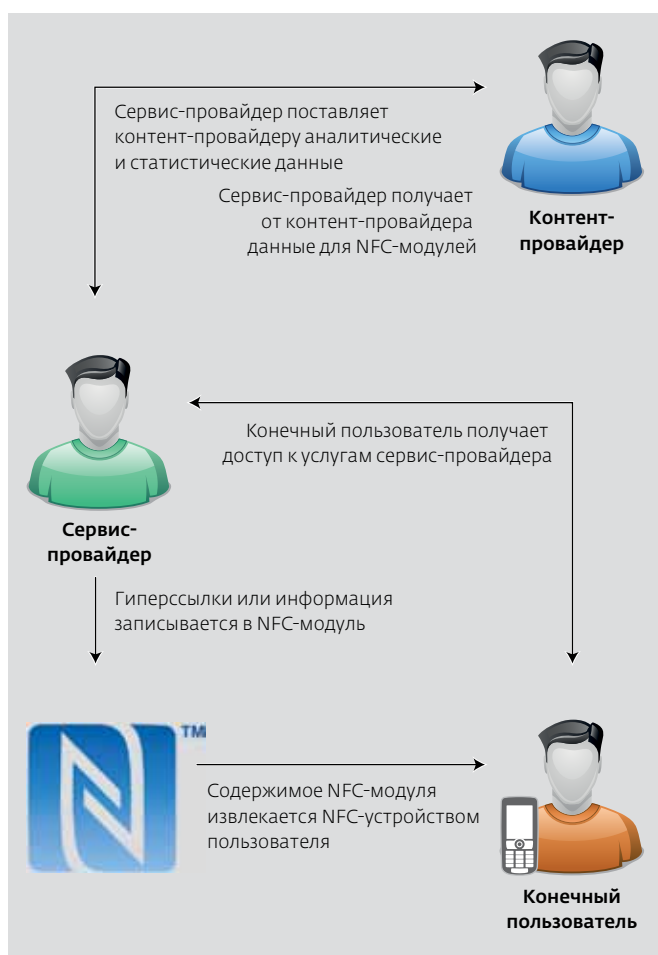 Сервис-провайдер поставляет
контент-провайдеру аналитические
и статистические данные
Сервис-провайдер получает
от контент-провайдера
данные для NFC-модулей
Контент-
провайдер
Конечный пользователь получает
доступ к услугам сервис-провайдера
Сервис-
провайдер
Гиперссылки или информация
записывается в NFC-модуль
TM
Содержимое NFC-модуля
извлекается NFC-устройством
пользователя
Конечный
пользователь